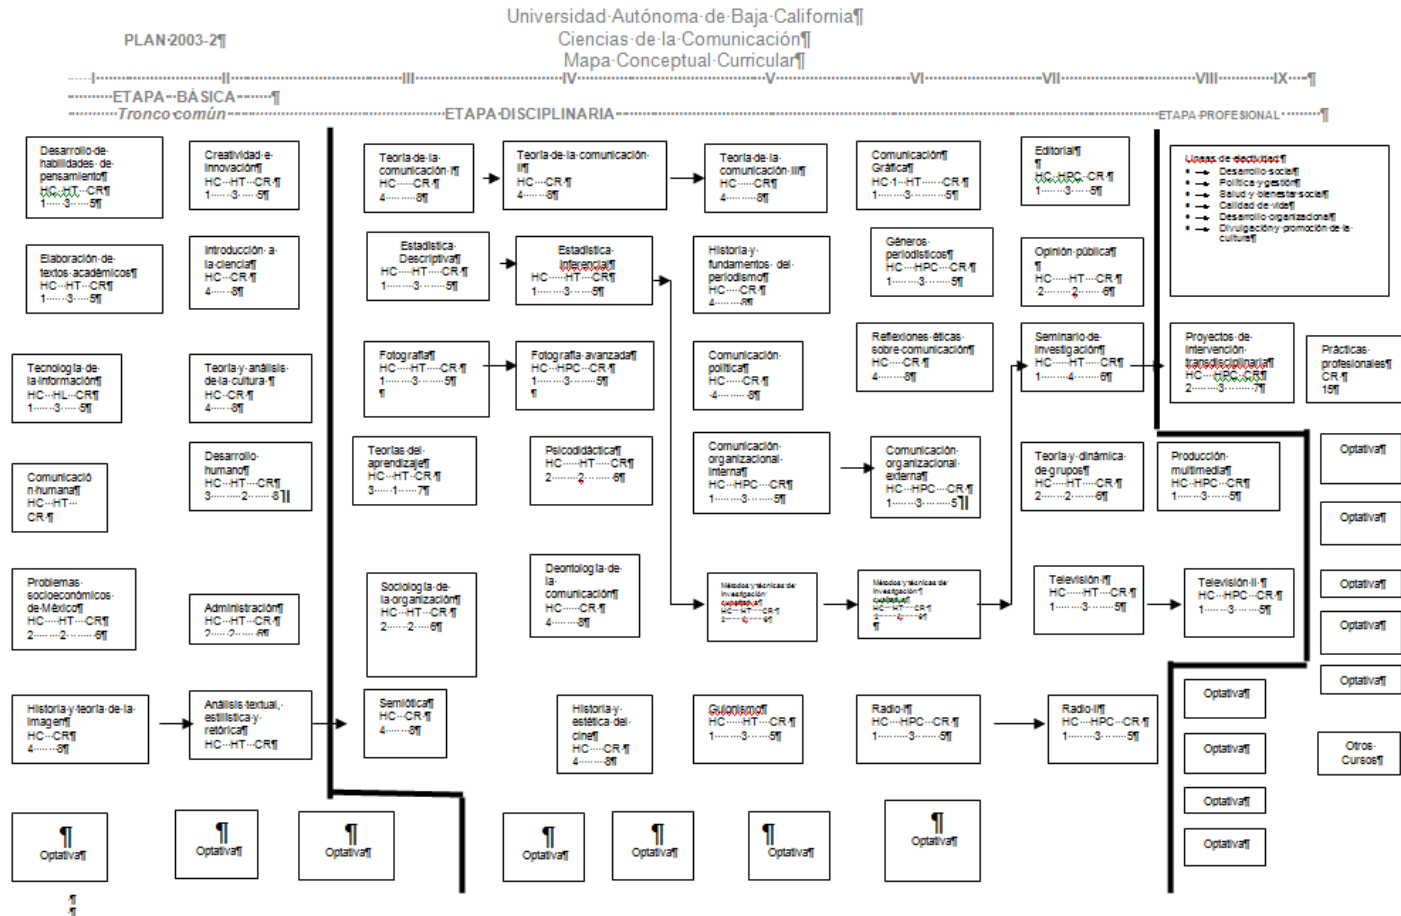 Universidad·Autónoma·de·Baja·California¶
PLAN·2003-2¶
Ciencias·de·la·Comunicación¶
Mapa·Conceptual·Curricular¶
I II III IV V VI VII VIII IX ¶
ETAPA BÁSICA ¶
Tronco·común ETAPA·DISCIPLINARIA ETAPA·PROFESIONAL ¶
Desarrollo·de·
habilidades·de·
pensamiento¶
HC··HT···CR¶
1······3·····5¶
Creatividad·e·
innovación¶
HC···HT···CR·¶
1······3·····5¶
Teoría·de·la·
comunicación·I¶
HC······CR·¶
4·········8¶
Teoría·de·la·comunicación·
II¶
HC····CR·¶
4·········8¶
Teoría·de·la·
comunicación·III¶
HC·····CR¶
4·········8¶
Comunicación¶
Gráfica¶
HC·1···HT·······CR·¶
1·······3··········5¶
Editorial¶
¶
HC··HPC···CR·¶
1······3·····5¶
Líneas·de·electividad¶
Desarrollo·social¶
Política·y·gestión¶
Salud·y·bienestar·social¶
Calidad·de·vida¶
Desarrollo·organizacional¶
Divulgación·y·promoción·de·la·
cultura¶
Elaboración·de·
textos·académicos¶
HC···HT···CR¶
1······3·····5¶
Introducción··a·
la·ciencia¶
HC····CR·¶
4······8¶
Estadística·
Descriptiva¶
HC·····HT·····CR¶
1·······3·······5¶
Estadística·
inferencial¶
HC·····HT····CR¶
1······3·····5¶
Historia·y·
fundamentos··del·
periodismo¶
HC·····CR·¶
4·········8¶
Géneros·
periodísticos¶
HC····HPC···CR¶
1·······3······5¶
Opinión·pública¶
¶
HC·····HT·····CR¶
·2······2······6¶
Tecnología·de·
la·información¶
HC···HL···CR¶
1······3·····5¶
Teoría·y·análisis·
de·la·cultura·¶
HC··CR·¶
4······8¶
Fotografía¶
HC·····HT·····CR·¶
1·······3······5¶
¶
Fotografía·avanzada¶
HC···HPC···CR¶
1·······3······5¶
¶
Comunicación·
política¶
HC·····CR·¶
·4·········8¶
Reflexiones·éticas·
sobre·comunicación¶
HC·····CR·¶
4·········8¶
Seminario·de·
investigación¶
HC·····HT·····CR¶
1·······4······6¶
Proyectos·de·
intervención·
transdisciplinaria¶
HC····HPC··CR¶
2·······3·······7¶
Prácticas·
profesionales¶
CR·¶
15¶
Comunicació
n·humana¶
HC···HT···
CR·¶
Desarrollo·
humano¶
HC···HT···CR¶
3······2······8¶
Teorías·del·
aprendizaje¶
HC···HT··CR¶
3·····1·····7¶
Psicodidáctica¶
HC·····HT·····CR¶
2·······2·······6¶
Comunicación·
organizacional·
interna¶
HC···HPC····CR¶
1·······3······5¶
Comunicación·
organizacional·
externa¶
HC···HPC····CR·¶
1·······3·····5¶
Teoría·y·dinámica·
de·grupos¶
HC·····HT·····CR¶
2······2······6¶
Producción·
multimedia¶
HC··HPC··CR¶
1······3·····5¶
Optativa¶
Optativa¶
Problemas·
socioeconómicos·
de·México¶
HC·····HT·····CR¶
2·······2·······6¶
Administración¶
HC···HT···CR¶
2······2······6¶
Sociología·de·
la·organización¶
HC···HT···CR·¶
2·······2····6¶
Deontología·de·
la·
comunicación¶
HC·····CR·¶
4·········8¶
Métodos·y·técnicas·de·
investigación·
HC···HT····CR¶
Métodos·y·técnicas·de·
investigación·¶
HC···HT····CR¶
¶
Televisión·I¶
HC·····HT·····CR¶
1·······3······5¶
Televisión·II·¶
HC···HPC···CR¶
1·······3······5¶
Optativa¶
Optativa¶
Optativa¶
Historia·y·teoría·de·la·
imagen¶
HC···CR¶
4·······8¶
Análisis·textual,·
estilística·y·
retórica¶
HC···HT···CR¶
Semiótica¶
HC···CR·¶
4·······8¶
Historia·y·
estética·del·
cine¶
HC·····CR·¶
4·········8¶
Guionismo¶
HC·····HT·····CR·¶
1·······3······5¶
Radio·I¶
HC····HPC···CR·¶
1·······3······5¶
Radio·II¶
HC····HPC···CR¶
1·······3······5¶
Optativa¶
Optativa¶
Optativa¶
Optativa¶
Otros·
Cursos¶
¶
Optativa¶
¶
Optativa¶
¶
Optativa¶
¶
Optativa¶
¶
Optativa¶
¶
Optativa¶
¶
Optativa¶
¶
¶